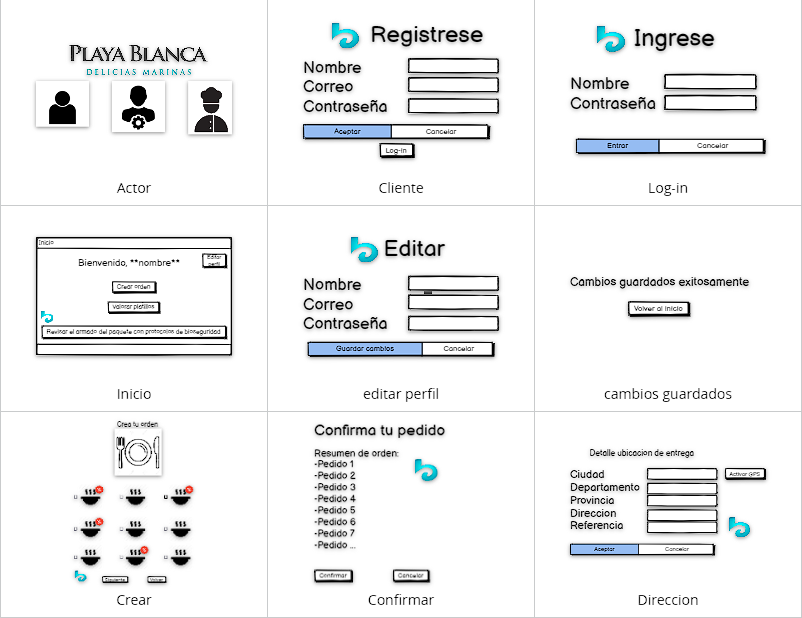 PLAYA BLANCA
DELICIAS MARINAS
Actor
Registrese
Nombre
Correo
Contraseña
Aceptar Cancelar
Log-in
Cliente
Ingrese
Nombre
Contraseña
Entrar Cancelar
Log-in
Inicio
Bienvenido, **nombre**
Editar
perfil
Crear orden
Valorar platillos
Revisar el armado del paquete con protocolos de bioseguridad
Inicio
Editar
Nombre
Correo
Contraseña
Guardar cambios Cancelar
editar perfil
Cambios guardados exitosamente
Volver al inicio
cambios guardados
Crea tu orden
Siguiente Volver
Crear
Confirma tu pedido
Resumen de orden:
-Pedido 1
-Pedido 2
-Pedido 3
-Pedido 4
-Pedido 5
-Pedido 6
-Pedido 7
-Pedido ...
Confirmar Cancelar
Confirmar
Detalle ubicacion de entrega
Ciudad Activar GPS
Departamento
Provincia
Direccion
Referencia
Aceptar Cancelar
Direccion